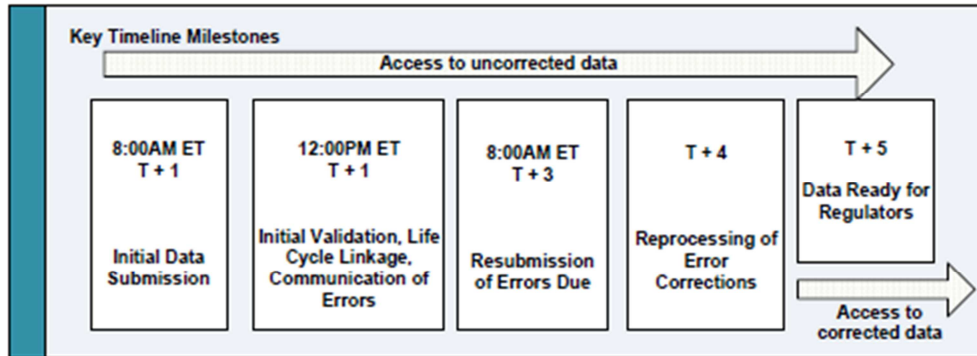 Key Timeline Milestones
Access to uncorrected data
8:00AM ET
T + 1
Initial Data
Submission
12:00PM ET
T + 1
Initial Validation, Life
Cycle Linkage,
Communication of
Errors
8:00AM ET
T + 3
Resubmission
of Errors Due
T + 4
Reprocessing of
Error
Corrections
T + 5
Data Ready for
Regulators
Access to
corrected data